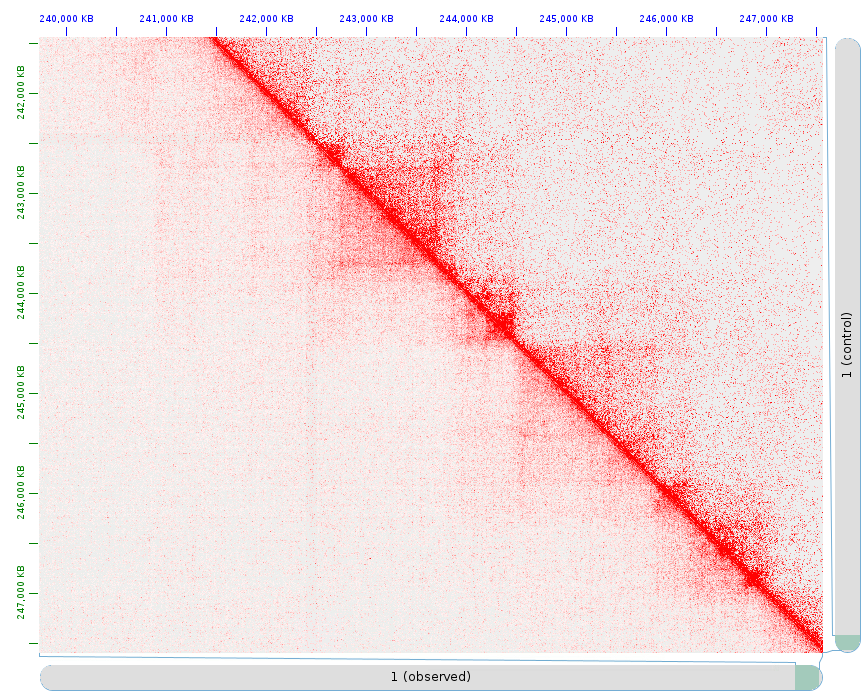 240,000 KB 241,000 KB 242,000 KB 243,000 KB 244,000 KB 245,000 KB 246,000 KB 247,000 KB
242,000 KB
243,000 KB
244,000 KB
245,000 KB
246,000 KB
247,000 KB
1 (control)
1 (observed)